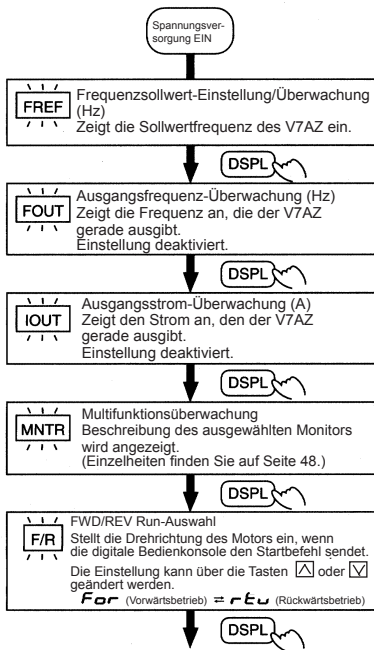 Spannungsver-
sorgung EIN
FREF
Frequenzsollwert-Einstellung/Überwachung
(Hz)
Zeigt die Sollwertfrequenz des V7AZ ein.
DSPL
FOUT
Ausgangsfrequenz-Überwachung (Hz)
Zeigt die Frequenz an, die der V7AZ
gerade ausgibt.
Einstellung deaktiviert.
DSPL
IOUT
Ausgangsstrom-Überwachung (A)
Zeigt den Strom an, den der V7AZ
gerade ausgibt.
Einstellung deaktiviert.
DSPL
MNTR
Multifunktionsüberwachung
Beschreibung des ausgewählten Monitors
wird angezeigt.
(Einzelheiten finden Sie auf Seite 48.)
DSPL
F/R
FWD/REV Run-Auswahl
Stellt die Drehrichtung des Motors ein, wenn
die digitale Bedienkonsole den Startbefehl sendet.
Die Einstellung kann über die Tasten oder
geändert werden.
For (Vorwärtsbetrieb) ⇌ rEu (Rückwärtsbetrieb)
DSPL